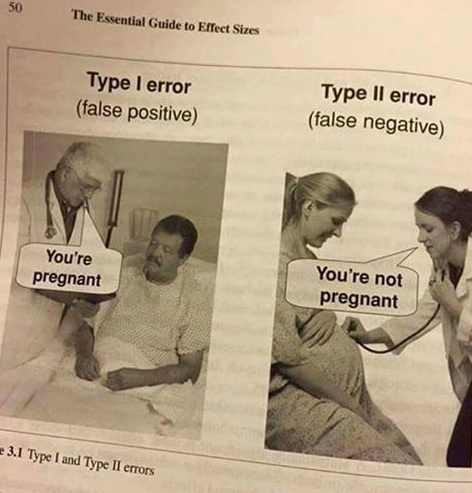 50
The Essential Guide to Effect Sizes
Type I error
(false positive)
Type II error
(false negative)
You're
pregnant
You're not
pregnant
3.1 Type I and Type II errors